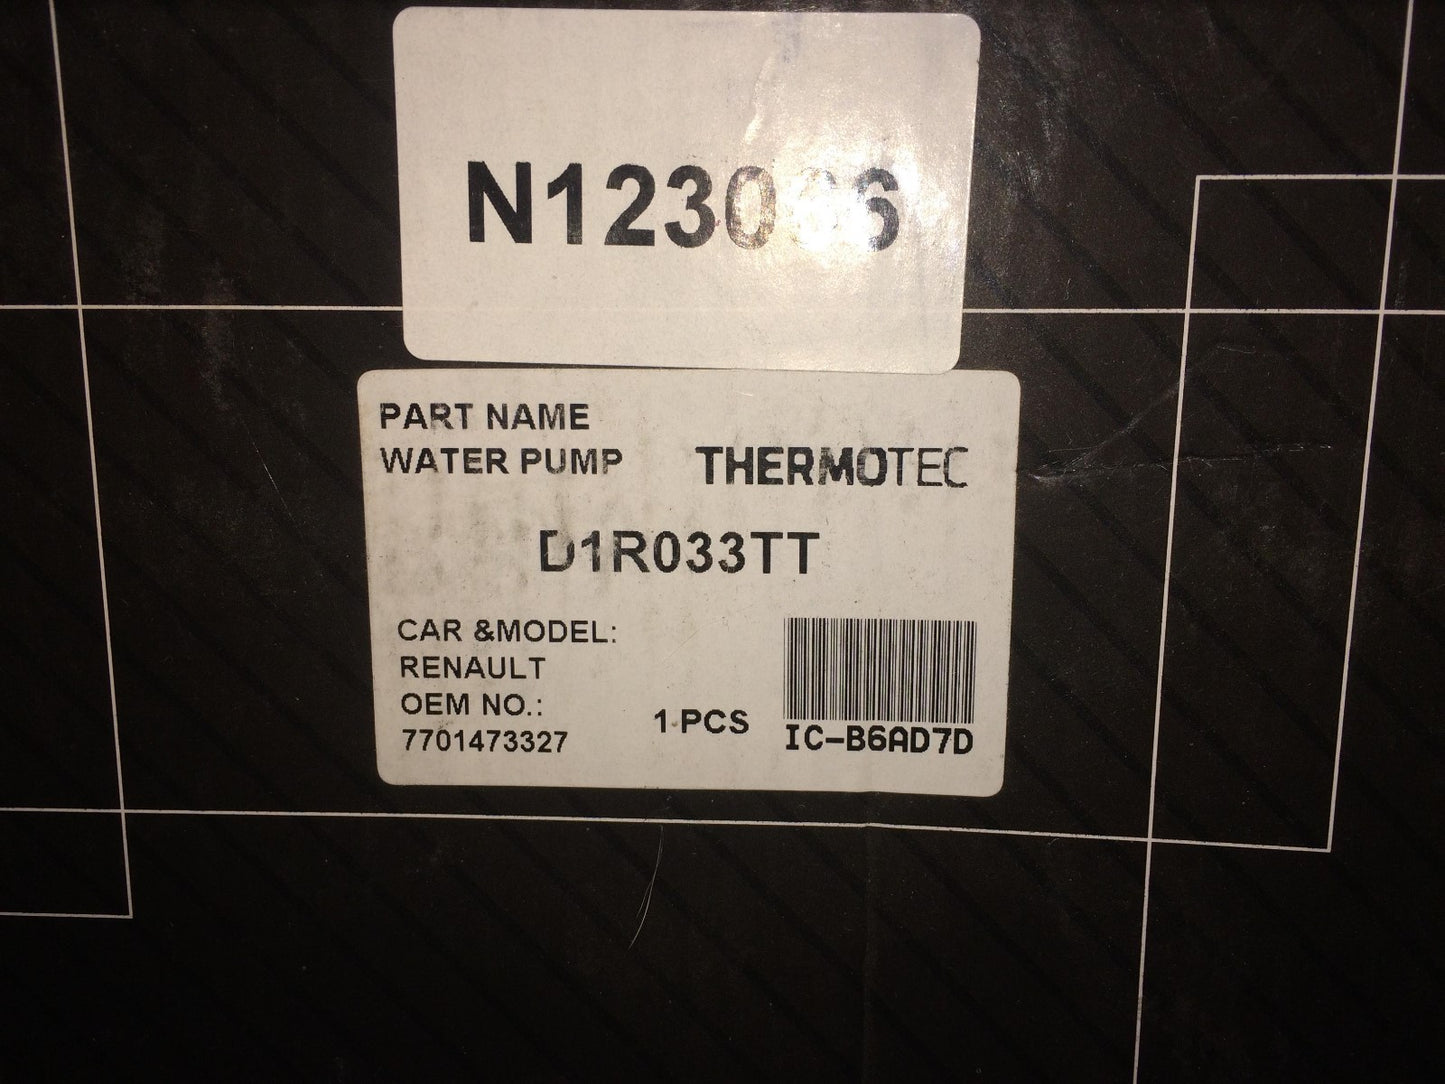 PART NAME
WATER PUMP
THERMOTEC
D1R033TT
CAR &MODEL:
RENAULT
OEM NO.:
7701473327
1 PCS
IC-B6AD7D